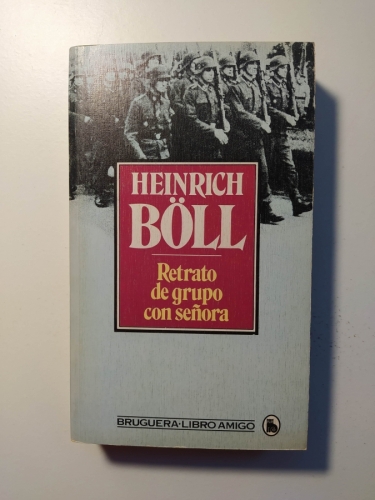 HEINRICH
BÖLL
Retrato
de grupo
con señora
BRUGUERA·LIBRO AMIGO